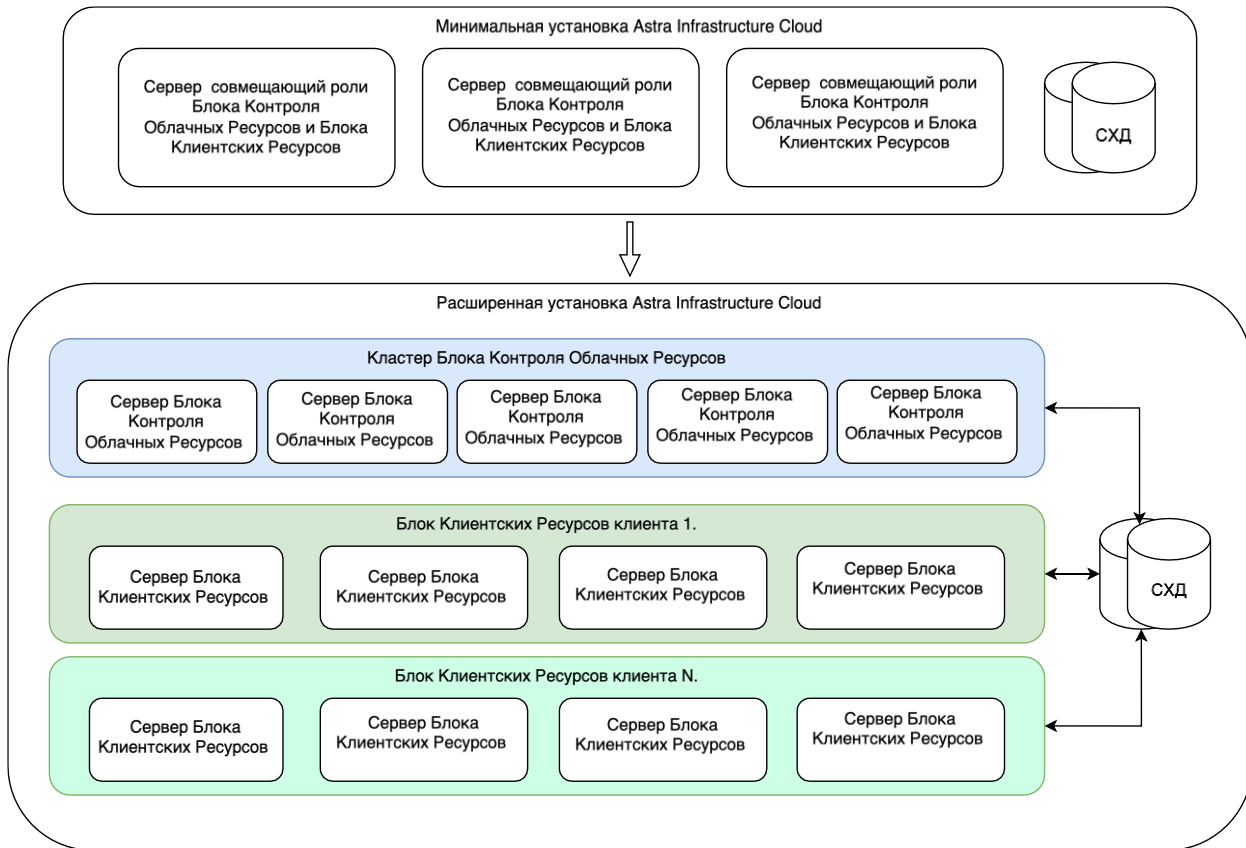 Минимальная установка Astra Infrastructure Cloud
Сервер совмещающий роли
Блока Контроля
Облачных Ресурсов и Блока
Клиентских Ресурсов
Сервер совмещающий роли
Блока Контроля
Облачных Ресурсов и Блока
Клиентских Ресурсов
Сервер совмещающий роли
Блока Контроля
Облачных Ресурсов и Блока
Клиентских Ресурсов
СХД
Расширенная установка Astra Infrastructure Cloud
Кластер Блока Контроля Облачных Ресурсов
Сервер Блока
Контроля
Облачных Ресурсов
Сервер Блока
Контроля
Облачных Ресурсов
Сервер Блока
Контроля
Облачных Ресурсов
Сервер Блока
Контроля
Облачных Ресурсов
Сервер Блока
Контроля
Облачных Ресурсов
Блок Клиентских Ресурсов клиента 1.
Сервер Блока
Клиентских Ресурсов
Сервер Блока
Клиентских Ресурсов
Сервер Блока
Клиентских Ресурсов
Сервер Блока
Клиентских Ресурсов
СХД
Блок Клиентских Ресурсов клиента N.
Сервер Блока
Клиентских Ресурсов
Сервер Блока
Клиентских Ресурсов
Сервер Блока
Клиентских Ресурсов
Сервер Блока
Клиентских Ресурсов